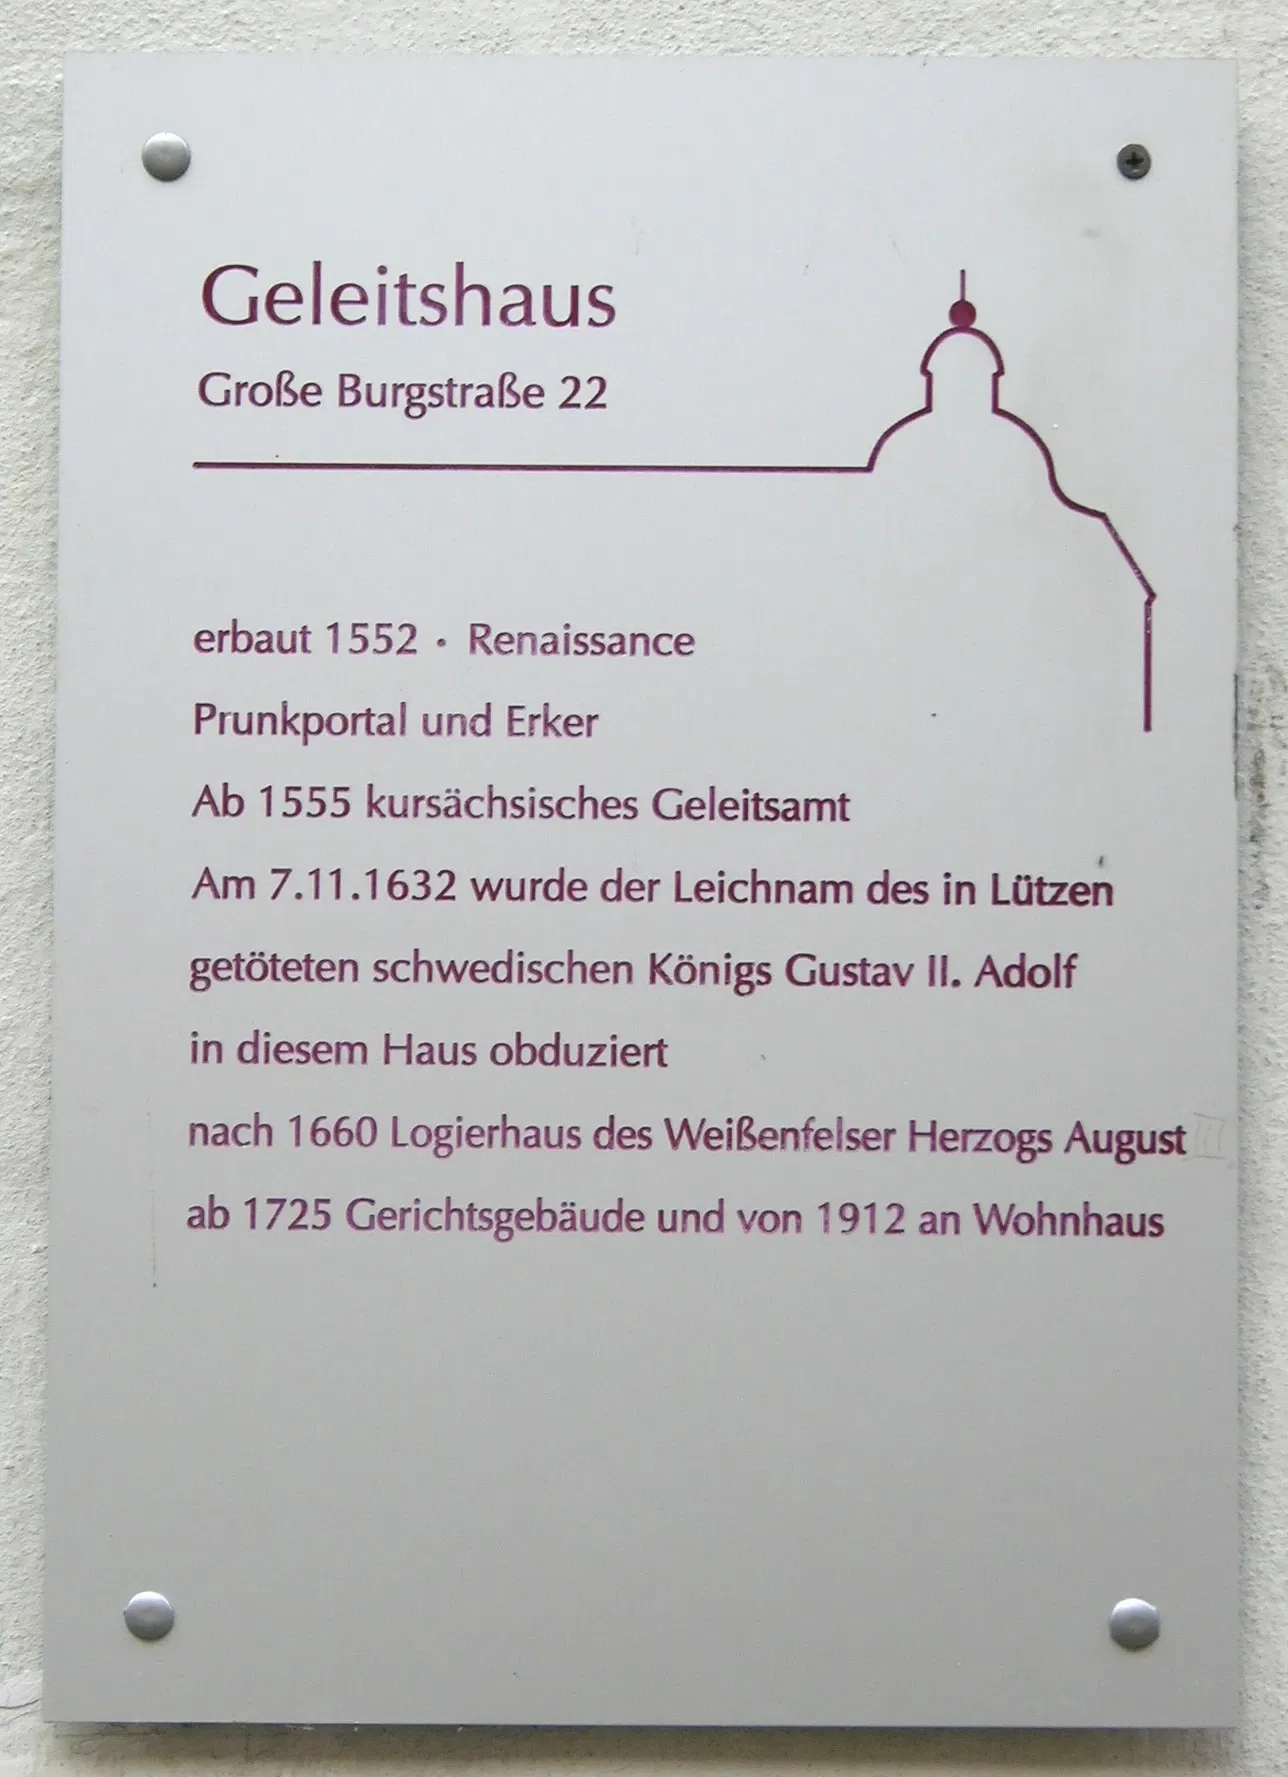 Geleitshaus
Große Burgstraße 22
erbaut 1552 • Renaissance
Prunkportal und Erker
Ab 1555 kursächsisches Geleitsamt
Am 7.11.1632 wurde der Leichnam des in Lützen
getöteten schwedischen Königs Gustav II. Adolf
in diesem Haus obduziert
nach 1660 Logierhaus des Weißenfelser Herzogs August
ab 1725 Gerichtsgebäude und von 1912 an Wohnhaus